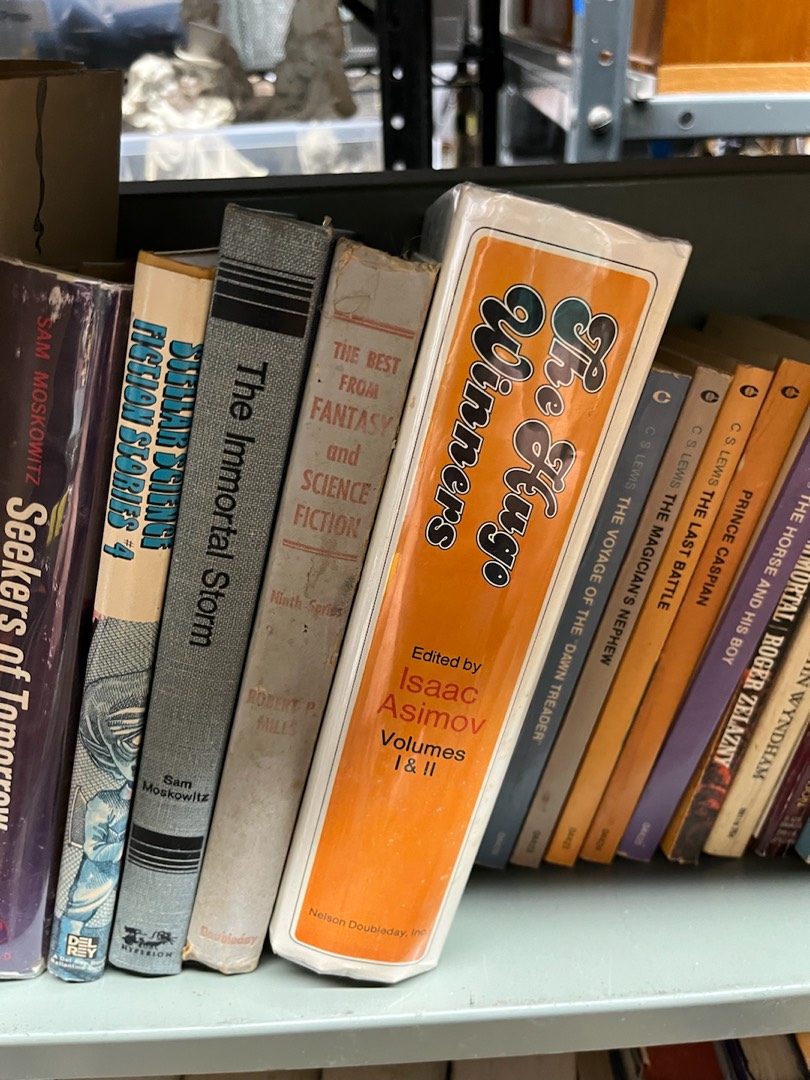 SAM MOSKOWITZ
Seekers of Tomorrow
STELLAR SCIENCE
FICTION STORIES #4
DEL
REY
The Immortal Storm
Sam
Moskowitz
HYPERION
THE BEST
FROM
FANTASY
and
SCIENCE
FICTION
Ninth Series
ROBERT P.
MILLS
Doubleday
The Hugo
Winners
Edited by
Isaac
Asimov
Volumes
I & II
Nelson Doubleday, Inc.
C. S. LEWIS THE VOYAGE OF THE 'DAWN TREADER'
C. S. LEWIS THE MAGICIAN'S NEPHEW
C. S. LEWIS THE LAST BATTLE
PRINCE CASPIAN
THE HORSE AND HIS BOY
IMMORTAL, ROGER ZELAZNY
WYNDHAM